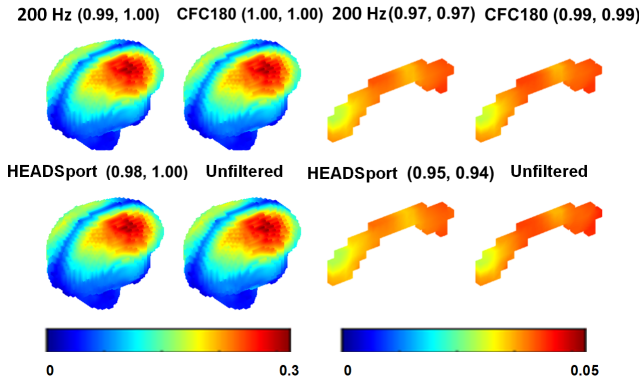 200 Hz (0.99, 1.00) CFC180 (1.00, 1.00) 200 Hz (0.97, 0.97) CFC180 (0.99, 0.99)
HEADSport (0.98, 1.00) Unfiltered HEADSport (0.95, 0.94) Unfiltered
0 0.3 0 0.05